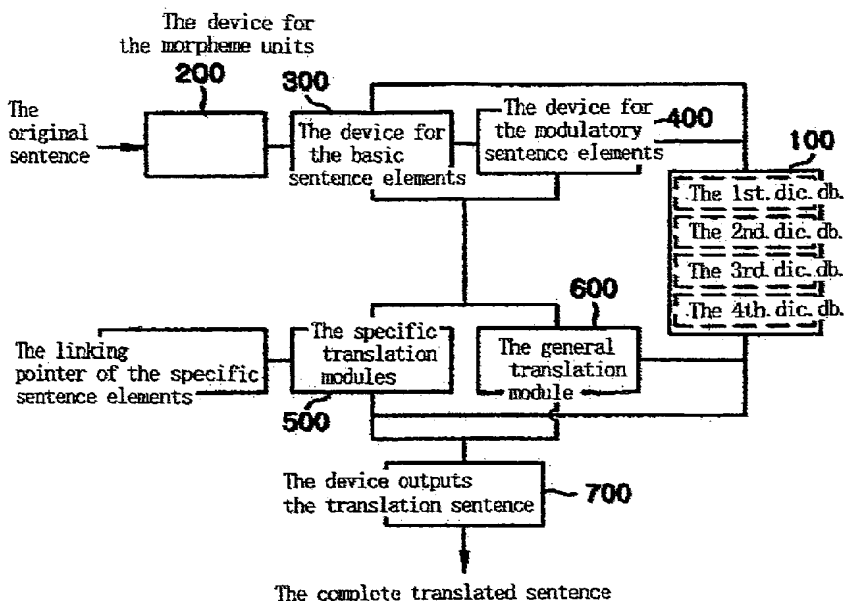 The device for
the morpheme units
200
The
original
sentence
300
The device for
the basic
sentence elements
The device for
the modulatory
sentence elements
400
100
The 1st. dic. db.
The 2nd. dic. db.
The 3rd. dic. db.
The 4th. dic. db.
The linking
pointer of the specific
sentence elements
The specific
translation
modules
500
600
The general
translation
module
The device outputs
the translation sentence
700
The complete translated sentence